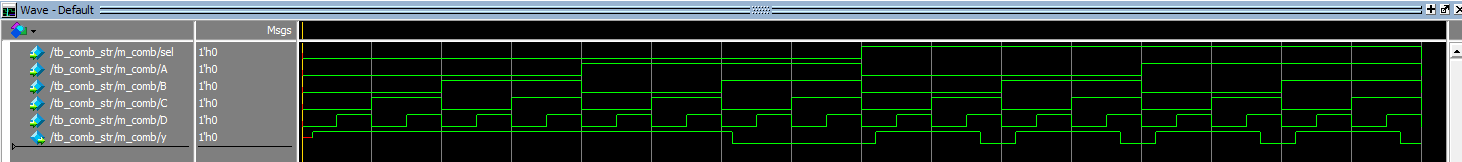 Wave - Default
Msgs
/tb_comb_str/m_comb/sel 1'h0
/tb_comb_str/m_comb/A 1'h0
/tb_comb_str/m_comb/B 1'h0
/tb_comb_str/m_comb/C 1'h0
/tb_comb_str/m_comb/D 1'h0
/tb_comb_str/m_comb/y 1'h0